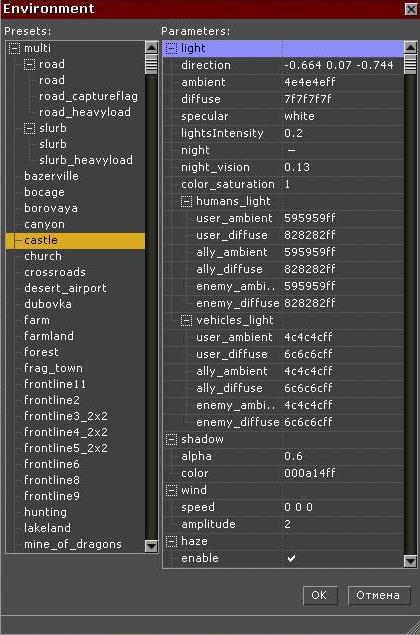 Environment
Presets:
multi
road
road
road_captureflag
road_heavyload
slurb
slurb
slurb_heavyload
bazerville
bocage
borovaya
canyon
castle
church
crossroads
desert_airport
dubovka
farm
farmland
forest
frag_town
frontline11
frontline2
frontline3_2x2
frontline4_2x2
frontline5_2x2
frontline6
frontline8
frontline9
hunting
lakeland
mine_of_dragons
Parameters:
light
direction -0.664 0.07 -0.744
ambient 4e4e4eff
diffuse 7f7f7f7f
specular white
lightsIntensity 0.2
night –
night_vision 0.13
color_saturation 1
humans_light
user_ambient 595959ff
user_diffuse 828282ff
ally_ambient 595959ff
ally_diffuse 828282ff
enemy_ambi.. 595959ff
enemy_diffuse 828282ff
vehicles_light
user_ambient 4c4c4cff
user_diffuse 6c6c6cff
ally_ambient 4c4c4cff
ally_diffuse 6c6c6cff
enemy_ambi.. 4c4c4cff
enemy_diffuse 6c6c6cff
shadow
alpha 0.6
color 000a14ff
wind
speed 0 0 0
amplitude 2
haze
enable ✔
OK Отмена